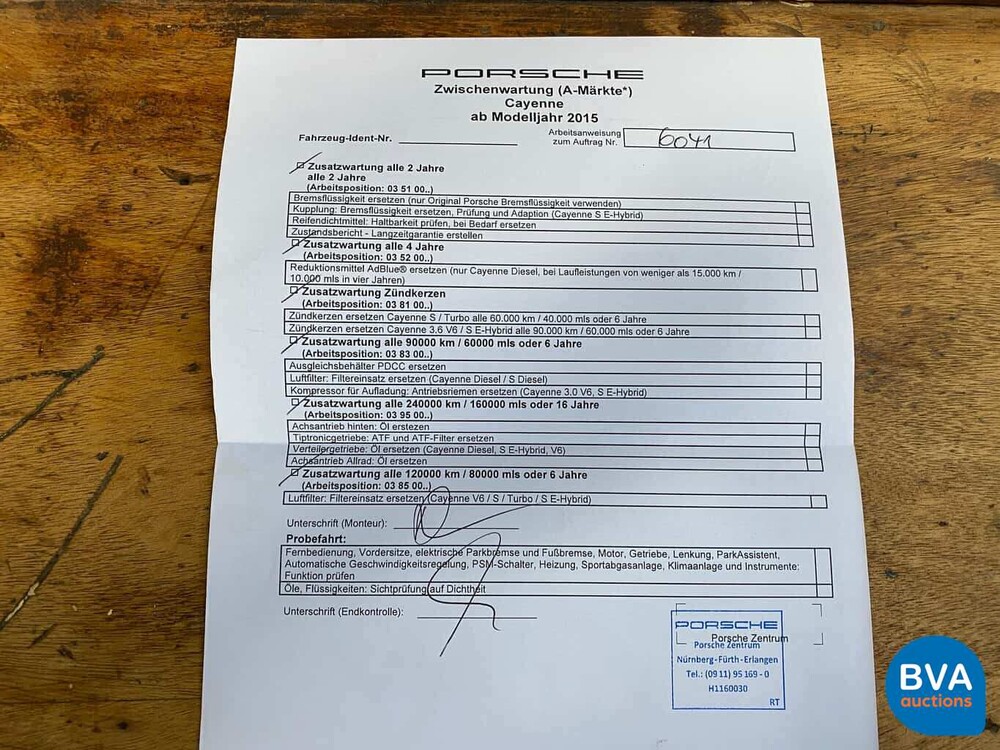 PORSCHE
Zwischenwartung (A-Märkte*)
Cayenne
ab Modelljahr 2015
Fahrzeug-Ident-Nr.
Arbeitsanweisung
zum Auftrag Nr.
6041
Zusatzwartung alle 2 Jahre
alle 2 Jahre
(Arbeitsposition: 03 51 00..)
Bremsflüssigkeit ersetzen (nur Original Porsche Bremsflüssigkeit verwenden)
Kupplung: Bremsflüssigkeit ersetzen, Prüfung und Adaption (Cayenne S E-Hybrid)
Reifendichtmittel: Haltbarkeit prüfen, bei Bedarf ersetzen
Zustandsbericht - Langzeitgarantie erstellen
Zusatzwartung alle 4 Jahre
(Arbeitsposition: 03 52 00..)
Reduktionsmittel AdBlue® ersetzen (nur Cayenne Diesel, bei Laufleistungen von weniger als 15.000 km /
10.000 mls in vier Jahren)
Zusatzwartung Zündkerzen
(Arbeitsposition: 03 81 00..)
Zündkerzen ersetzen Cayenne S / Turbo alle 60.000 km / 40.000 mls oder 6 Jahre
Zündkerzen ersetzen Cayenne 3.6 V6 / S E-Hybrid alle 90.000 km / 60.000 mls oder 6 Jahre
Zusatzwartung alle 90000 km / 60000 mls oder 6 Jahre
(Arbeitsposition: 03 83 00..)
Ausgleichsbehälter PDCC ersetzen
Luftfilter: Filtereinsatz ersetzen (Cayenne Diesel / S Diesel)
Kompressor für Aufladung: Antriebsriemen ersetzen (Cayenne 3.0 V6, S E-Hybrid)
Zusatzwartung alle 240000 km / 160000 mls oder 16 Jahre
(Arbeitsposition: 03 95 00..)
Achsantrieb hinten: Öl erstezen
Tiptronicgetriebe: ATF und ATF-Filter ersetzen
Verteilergetriebe: Öl ersetzen (Cayenne Diesel, S E-Hybrid, V6)
Achsantrieb Allrad: Öl ersetzen
Zusatzwartung alle 120000 km / 80000 mls oder 6 Jahre
(Arbeitsposition: 03 85 00..)
Luftfilter: Filtereinsatz ersetzen (Cayenne V6 / S / Turbo / S E-Hybrid)
Unterschrift (Monteur):
Probefahrt:
Fernbedienung, Vordersitze, elektrische Parkbremse und Fußbremse, Motor, Getriebe, Lenkung, ParkAssistent,
Automatische Geschwindigkeitsregelung, PSM-Schalter, Heizung, Sportabgasanlage, Klimaanlage und Instrumente:
Funktion prüfen
Öle, Flüssigkeiten: Sichtprüfung auf Dichtheit
Unterschrift (Endkontrolle):
PORSCHE
Porsche Zentrum
Porsche Zentrum
Nürnberg-Fürth-Erlangen
Tel.: (09 11) 95 169 - 0
H1160030
RT
BVA
auctions